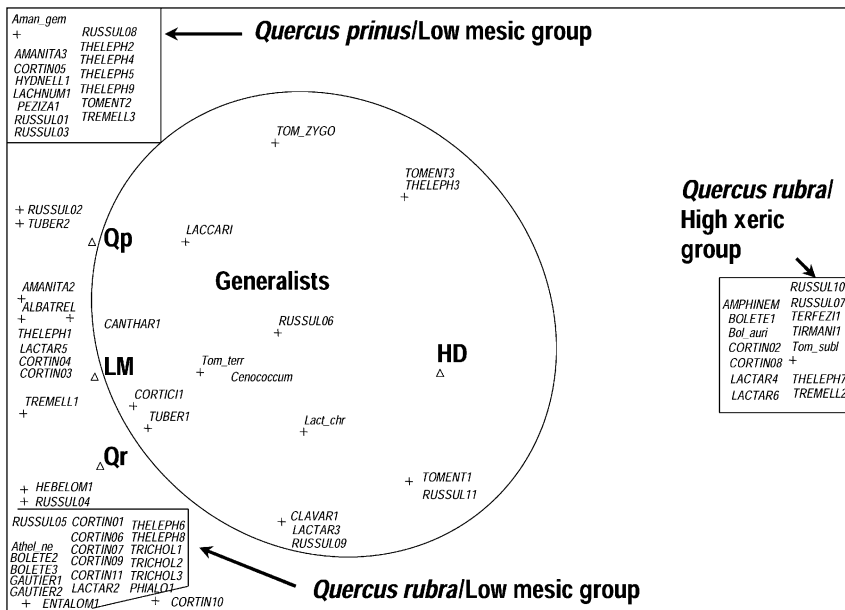 Aman_gem
RUSSUL08
THELEPH2
AMANITA3
THELEPH4
CORTIN05
THELEPH5
HYDNELL1
THELEPH9
LACHNUM1
TOMENT2
PEZIZA1
TREMELL3
RUSSUL01
RUSSUL03
Quercus prinus/Low mesic group
TOM_ZYGO
TOMENT3
THELEPH3
Quercus rubra/
High xeric
group
RUSSUL02
TUBER2
Qp
LACCARI
Generalists
AMANITA2
ALBATREL
CANTHAR1
THELEPH1
LACTAR5
CORTIN04
CORTIN03
RUSSUL06
LM
Tom_terr
Cenococcum
HD
CORTICI1
TUBER1
TREMELL1
Lact_chr
Qr
TOMENT1
RUSSUL11
HEBELOM1
RUSSUL04
CLAVAR1
LACTAR3
RUSSUL09
RUSSUL10
AMPHINEM
RUSSUL07
BOLETE1
TERFEZI1
Bol_auri
TIRMANI1
CORTIN02
Tom_subl
CORTIN08
LACTAR4
THELEPH7
LACTAR6
TREMELL2
RUSSUL05
CORTIN01
THELEPH6
CORTIN06
THELEPH8
Athel_ne
CORTIN07
TRICHOL1
BOLETE2
CORTIN09
TRICHOL2
BOLETE3
CORTIN11
TRICHOL3
GAUTIER1
LACTAR2
PHIALO1
GAUTIER2
ENTALOM1
CORTIN10
Quercus rubra/Low mesic group